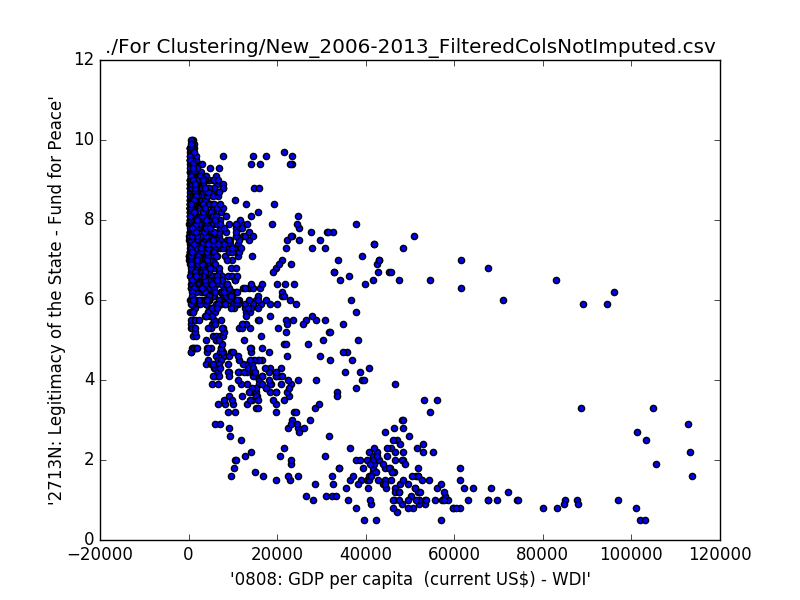 ./For Clustering/New_2006-2013_FilteredColsNotImputed.csv
12
10
8
6
4
2
0
−20000 0 20000 40000 60000 80000 100000 120000
'2713N: Legitimacy of the State - Fund for Peace'
'0808: GDP per capita  (current US$) - WDI'